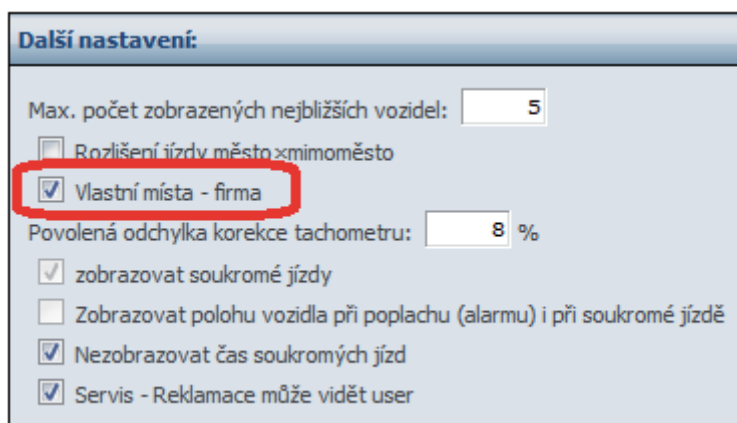 Další nastavení:
Max. počet zobrazených nejbližších vozidel: 5
Rozlišení jízdy město×mimoměsto
Vlastní místa - firma
Povolená odchylka korekce tachometru: 8 %
zobrazovat soukromé jízdy
Zobrazovat polohu vozidla při poplachu (alarmu) i při soukromé jízdě
Nezobrazovat čas soukromých jízd
Servis - Reklamace může vidět user